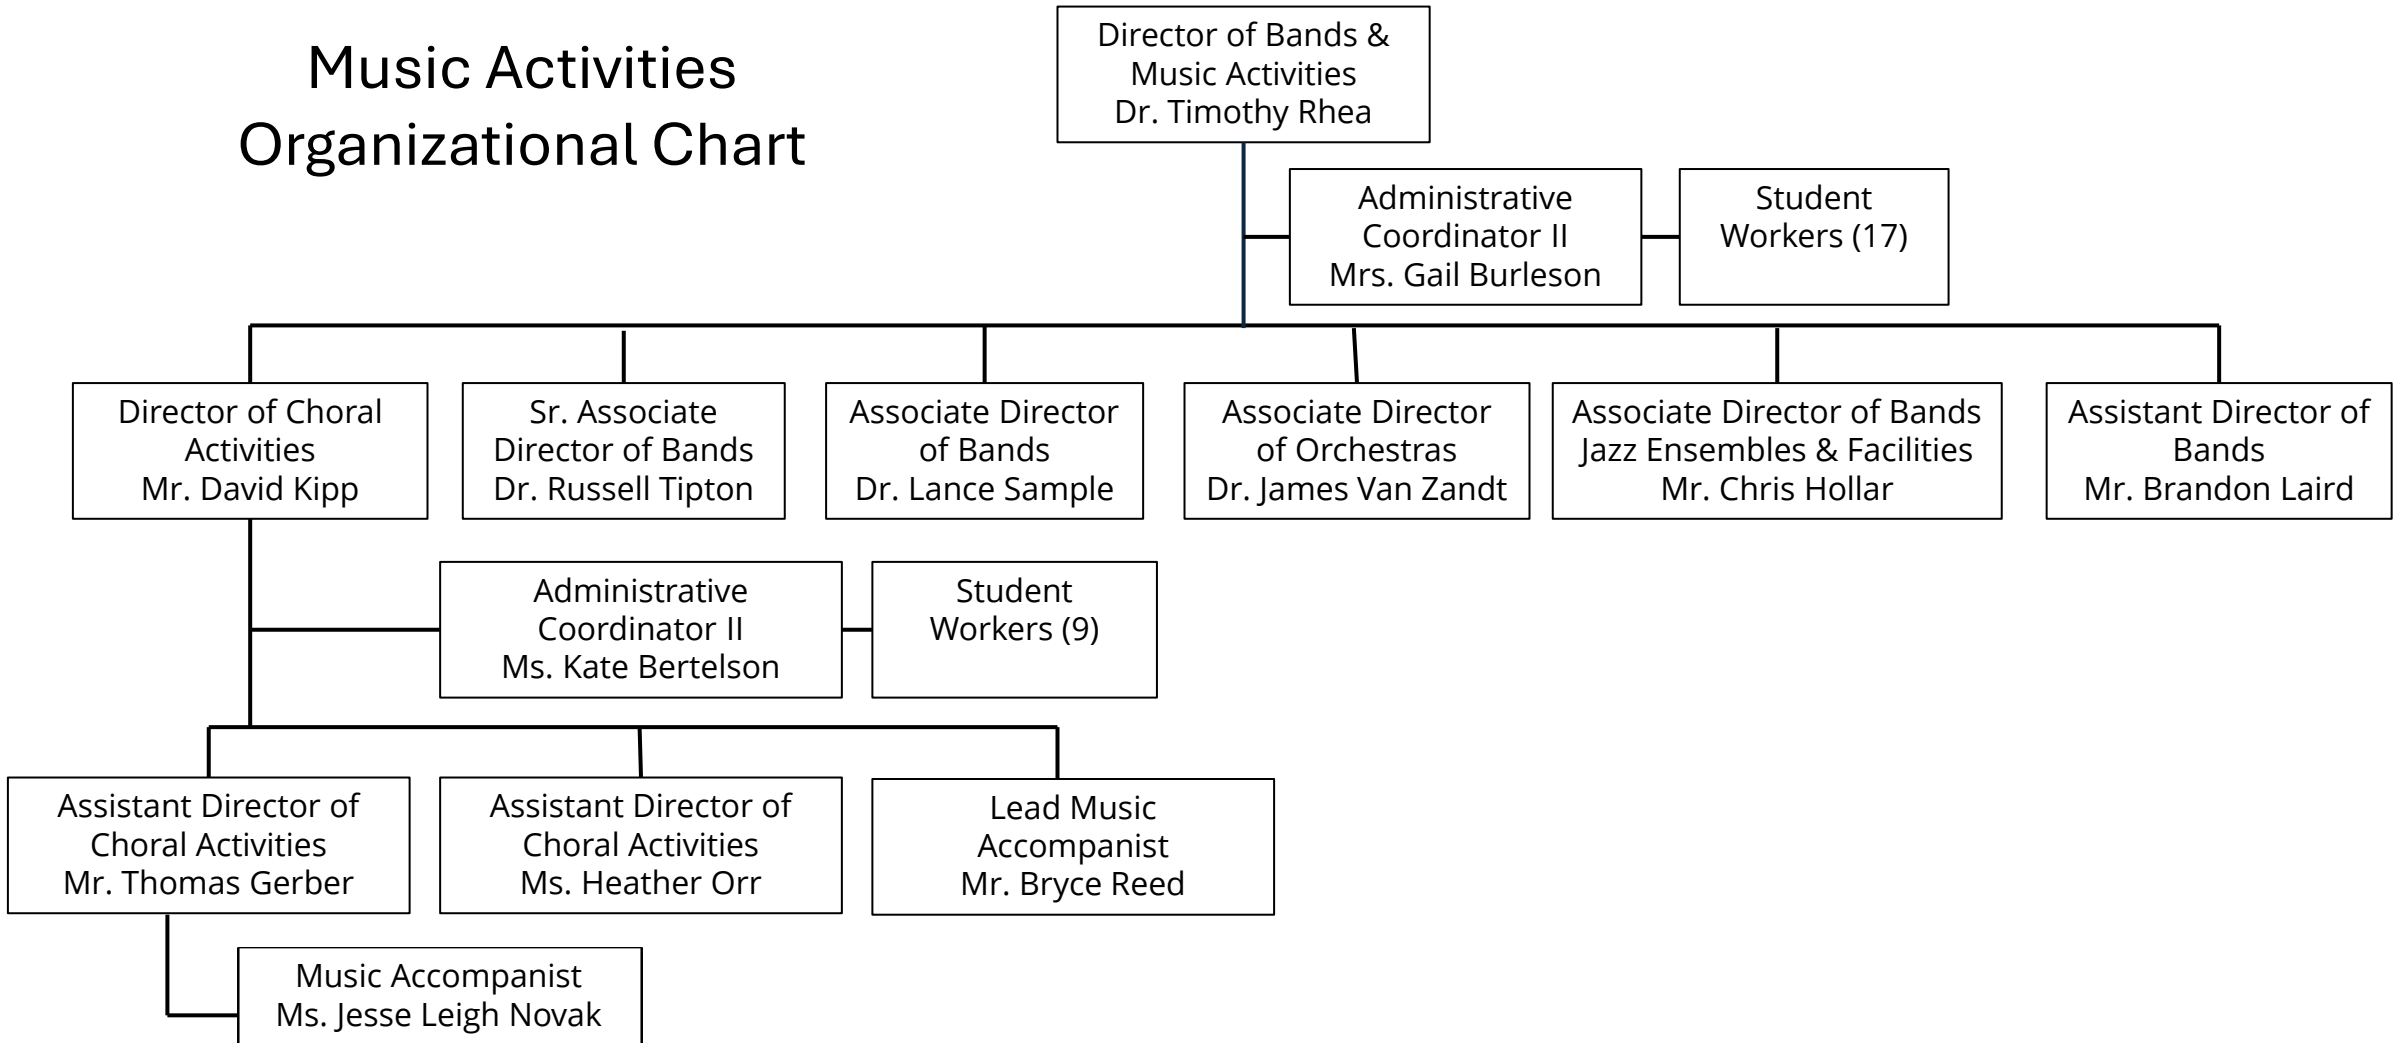 Music Activities
Organizational Chart
Director of Bands &
Music Activities
Dr. Timothy Rhea
Administrative
Coordinator II
Mrs. Gail Burleson
Student
Workers (17)
Director of Choral
Activities
Mr. David Kipp
Sr. Associate
Director of Bands
Dr. Russell Tipton
Associate Director
of Bands
Dr. Lance Sample
Associate Director
of Orchestras
Dr. James Van Zandt
Associate Director of Bands
Jazz Ensembles & Facilities
Mr. Chris Hollar
Assistant Director of
Bands
Mr. Brandon Laird
Administrative
Coordinator II
Ms. Kate Bertelson
Student
Workers (9)
Assistant Director of
Choral Activities
Mr. Thomas Gerber
Assistant Director of
Choral Activities
Ms. Heather Orr
Lead Music
Accompanist
Mr. Bryce Reed
Music Accompanist
Ms. Jesse Leigh Novak